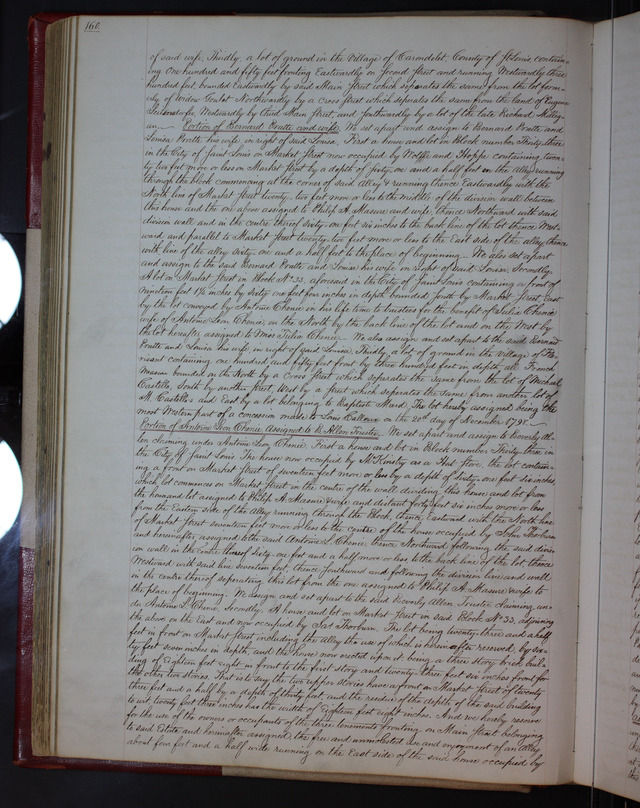 160.
of said wife. Thirdly, a lot of ground in the Village of Carondelet County of St Louis, contain-
ing One hundred and fifty feet fronting Eastwardly on Second Street and running Westwardly three
hundred feet, bounded Eastwardly by said Main Street which separates the same from the lot form-
erly of Widow Goulet Northwardly by a cross street which separates the same from the land of Eugene
Leitensdorfer, Westwardly by Third Main Street, and Southwardly by a lot of the late Richard Milli-
an. Portion of Bernard Pratte and wife. We set apart and assign to Bernard Pratte and
Louisa Pratte his wife in right of said Louisa. First a house and lot in Block number Thirty three
in the City of Saint Louis on Market Street now occupied by Wolff and Hoppe containing twen-
ty two feet more or less on Market Street by a depth of sixty one and a half feet on the Alley running
through the block commencing at the corner of said Alley & running thence Eastwardly with the
North line of Market Street twenty two feet more or less to the middle of the division wall between
this house and the one above assigned to Philip A. Masure and wife, thence Northward with said
division wall and in the centre thereof sixty one feet six inches to the back line of the lot thence West-
ward and parallel to Market Street twenty two feet more or less to the East side of the alley, thence
with line of the alley sixty one and a half feet to the place of beginning. We also set apart
and assign to the said Bernard Pratte and Louisa his wife in right of said Louisa, Secondly.
A lot on Market Street in Block No 33. aforesaid in the City of Saint Louis containing a front of
nineteen feet 1½ inches by sixty one feet four inches in depth bounded South by Market Street, East
by the lot conveyed by Antoine Chenie in his life time to trustees for the benefit of Julia Chenie
wife of Antoine Leon Chenie, on the North by the back line of the lot and on the West by
the lot hereafter assigned to Miss Julia Chenie. We also assign and set apart to the said Bernard
Pratte and Louisa his wife in right of said Louisa, Thirdly, a lot of ground in the Village of Flo-
risant containing one hundred and fifty feet front by three hundred feet in depth, all French
Measure bounded on the North by a Cross street which separates the same from the lot of Michael
Castello, South by another street, West by a street which separates the same from another lot of
M. Castello's and East by a lot belonging to Baptiste Maud. The lot hereby assigned being the
most Western part of a concession made to Louis on the 20th day of November 1795.
Portion of Antoine Leon Chenie Assigned to B. Allen Trustee. We set apart and assign to Beverly Al-
len claiming under Antoine Leon Chenie. First a house and lot in Block number Thirty three in
the City of Saint Louis. The house now occupied by McKinstry as a Hat Store, the lot contain-
ing a front on Market Street of seventeen feet more or less by a depth of sixty one feet six inches
which lot commences on Market Street in the centre of the wall dividing this house and lot from
the house and lot assigned to Philip A. Masure & wife and distant forty four feet six inches more or less
from the Eastern side of the Alley running through the Block, thence Eastward with the North line
of Market Street seventeen feet more or less to the centre of the house occupied by John Thorburn
and hereinafter assigned to the said Antoine L. Chenie thence Northward following the said divis-
ion wall in the centre thereof sixty one feet and a half more or less to the back line of the lot thence
Westward with said line seventeen feet, thence Southward and following the division line and wall
in the centre thereof separating this lot from the one assigned to Philip A. Masure & wife to
the place of beginning. We assign and set apart to the said Beverly Allen Trustee claiming un-
der Antoine L. Chenie, Secondly. A house and lot on Market Street in said Block No 33, adjoining
the above on the East and now occupied by Jas Thorburn. The lot being twenty three and a half
feet in front on Market Street including the alley the use of which is hereinafter reserved, by six-
ty feet seven inches in depth, and the house now erected upon it being a three story brick buil-
ding of Eighteen feet eight in front to the first story and twenty three feet six inches front for
the other two stories. That is to say the two upper stories have a front on Market Street of twenty
three feet and a half by a depth of thirty feet and the residue of the depth of the said building
to wit, twenty feet three inches has the width of Eighteen feet eight inches. And we hereby reserve
for the use of the owners or occupants of the three tenements fronting on Main Street, belonging
to said Estate and hereinafter assigned, the free and unmolested use and enjoyment of an alley
about four feet and a half wide running on the East side of the said house occupied by